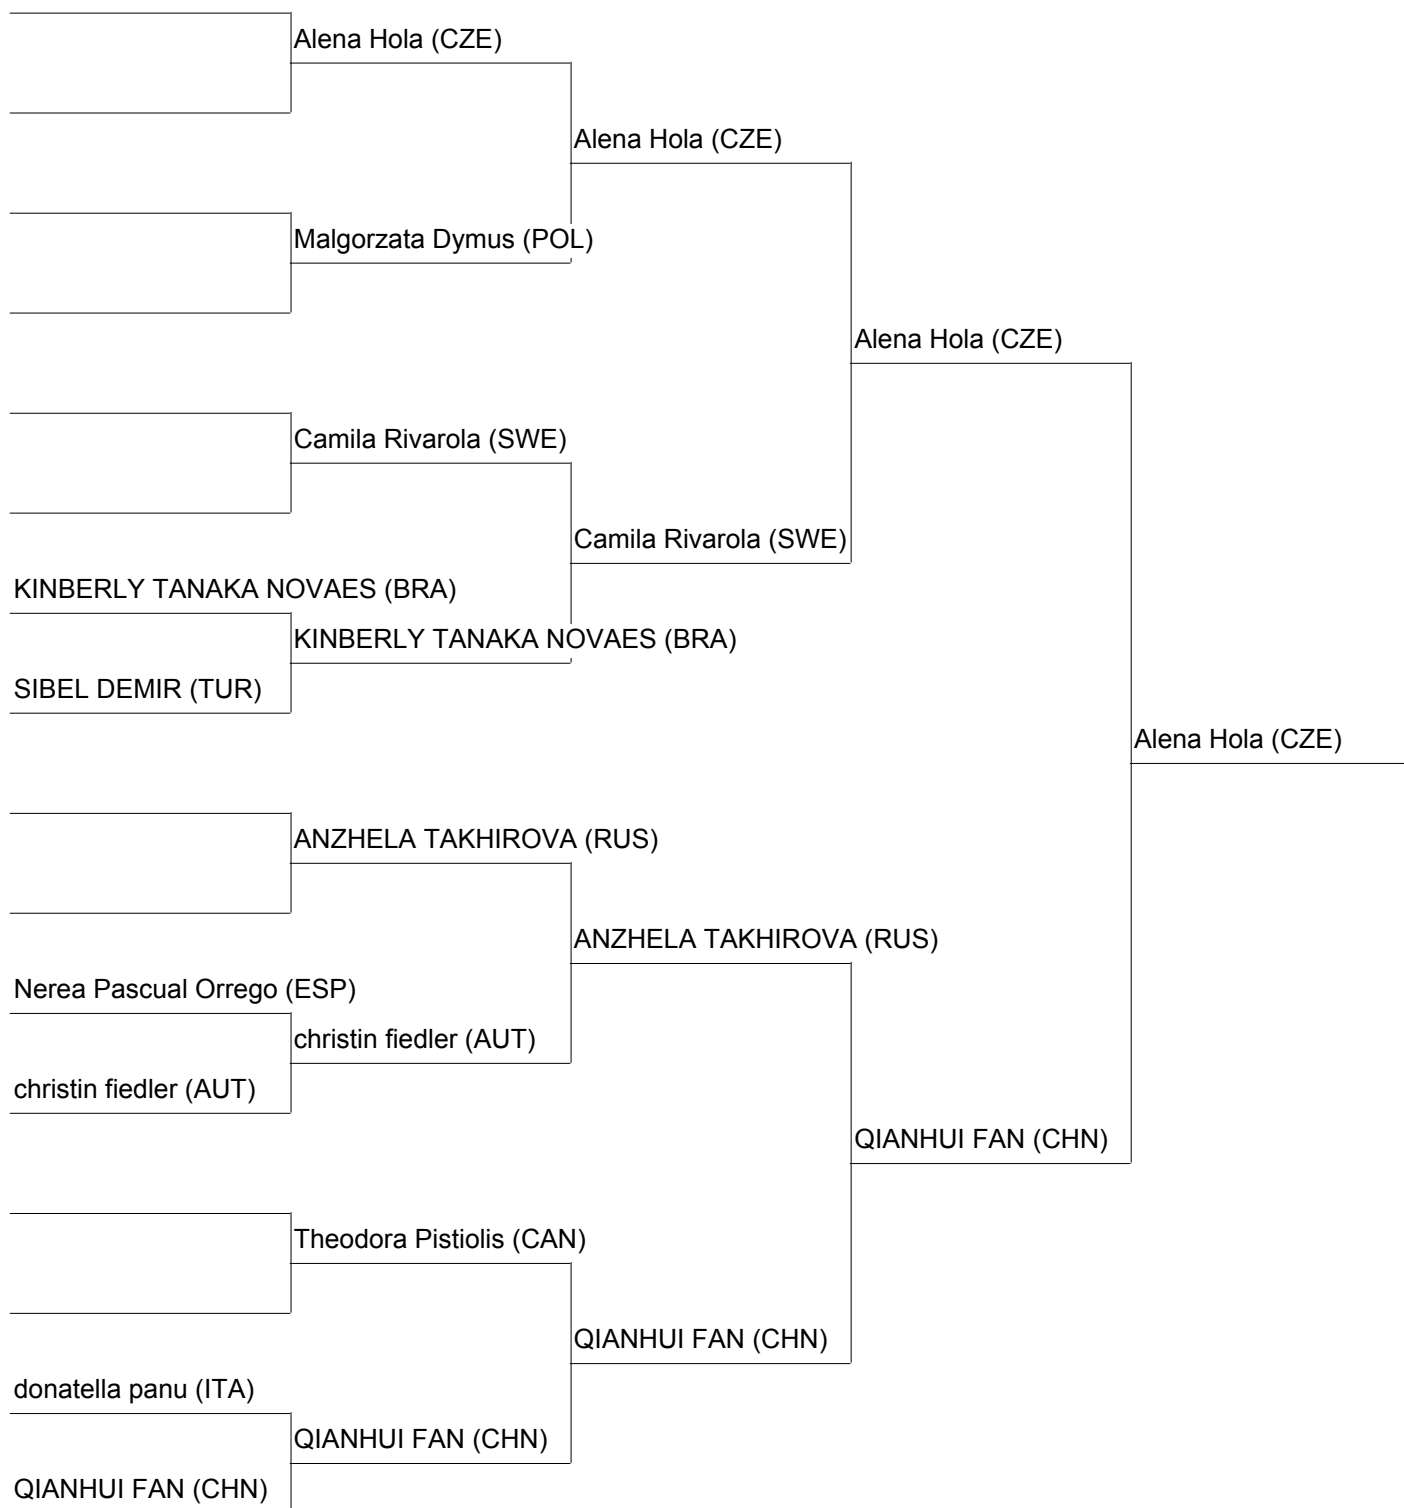 Alena Hola (CZE)
Alena Hola (CZE)
Malgorzata Dymus (POL)
Alena Hola (CZE)
Camila Rivarola (SWE)
Camila Rivarola (SWE)
KINBERLY TANAKA NOVAES (BRA)
KINBERLY TANAKA NOVAES (BRA)
SIBEL DEMIR (TUR)
Alena Hola (CZE)
ANZHELA TAKHIROVA (RUS)
ANZHELA TAKHIROVA (RUS)
Nerea Pascual Orrego (ESP)
christin fiedler (AUT)
christin fiedler (AUT)
QIANHUI FAN (CHN)
Theodora Pistiolis (CAN)
QIANHUI FAN (CHN)
donatella panu (ITA)
QIANHUI FAN (CHN)
QIANHUI FAN (CHN)